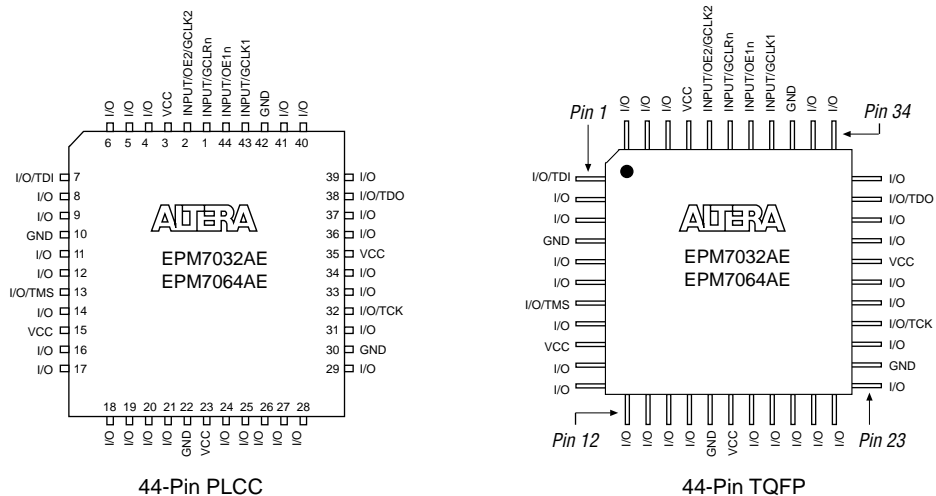 I/O
I/O
I/O
VCC
INPUT/OE2/GCLK2
INPUT/GCLRn
INPUT/OE1n
INPUT/GCLK1
GND
I/O
I/O
6 5 4 3 2 1 44 43 42 41 40
I/O/TDI 7
I/O 8
I/O 9
GND 10
I/O 11
I/O 12
I/O/TMS 13
I/O 14
VCC 15
I/O 16
I/O 17
ALTERA
EPM7032AE
EPM7064AE
39 I/O
38 I/O/TDO
37 I/O
36 I/O
35 VCC
34 I/O
33 I/O
32 I/O/TCK
31 I/O
30 GND
29 I/O
18 19 20 21 22 23 24 25 26 27 28
I/O
I/O
I/O
I/O
GND
VCC
I/O
I/O
I/O
I/O
I/O
44-Pin PLCC
Pin 1
I/O
I/O
I/O
VCC
INPUT/OE2/GCLK2
INPUT/GCLRn
INPUT/OE1n
INPUT/GCLK1
GND
I/O
I/O
Pin 34
I/O/TDI
I/O
I/O
GND
I/O
I/O
I/O/TMS
I/O
VCC
I/O
I/O
ALTERA
EPM7032AE
EPM7064AE
I/O
I/O/TDO
I/O
I/O
VCC
I/O
I/O
I/O/TCK
I/O
GND
I/O
Pin 12
I/O
I/O
I/O
I/O
GND
VCC
I/O
I/O
I/O
I/O
I/O
Pin 23
44-Pin TQFP